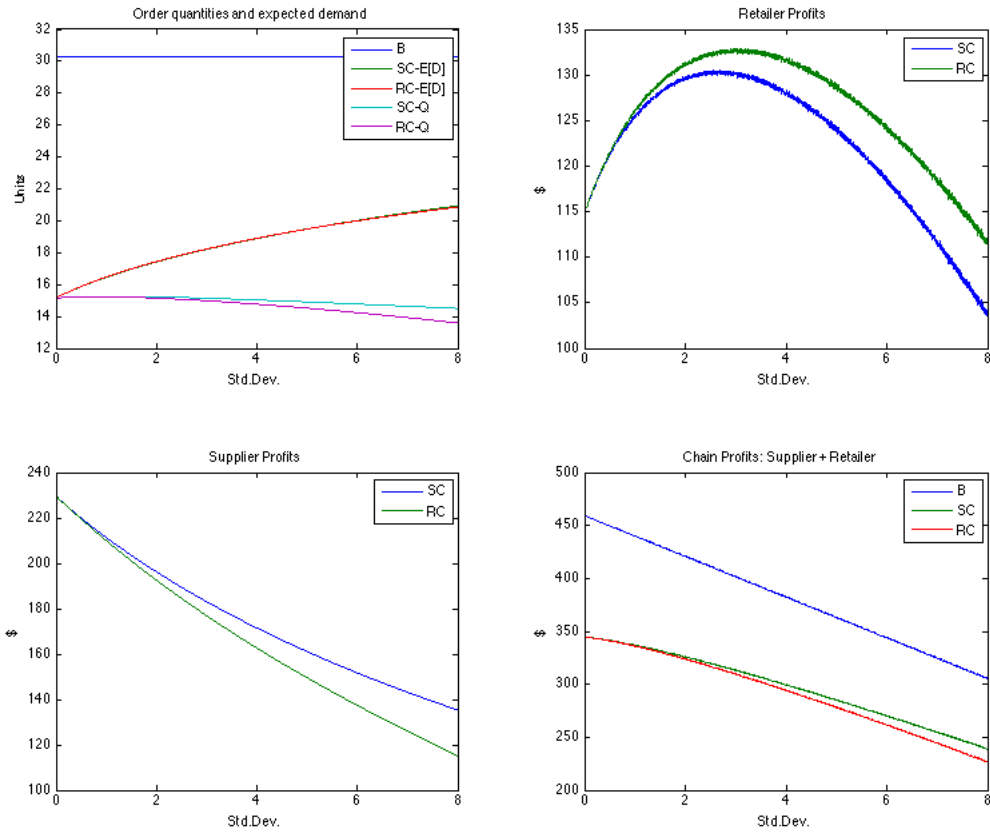 Order quantities and expected demand
32
30
28
26
24
22
20
18
16
14
12
Units
B
SC-E[D]
RC-E[D]
SC-Q
RC-Q
0 2 4 6 8
Std.Dev.
Retailer Profits
135
130
125
120
115
110
105
100
$
SC
RC
0 2 4 6 8
Std.Dev.
Supplier Profits
240
220
200
180
160
140
120
100
$
SC
RC
0 2 4 6 8
Std.Dev.
Chain Profits: Supplier + Retailer
500
450
400
350
300
250
200
$
B
SC
RC
0 2 4 6 8
Std.Dev.